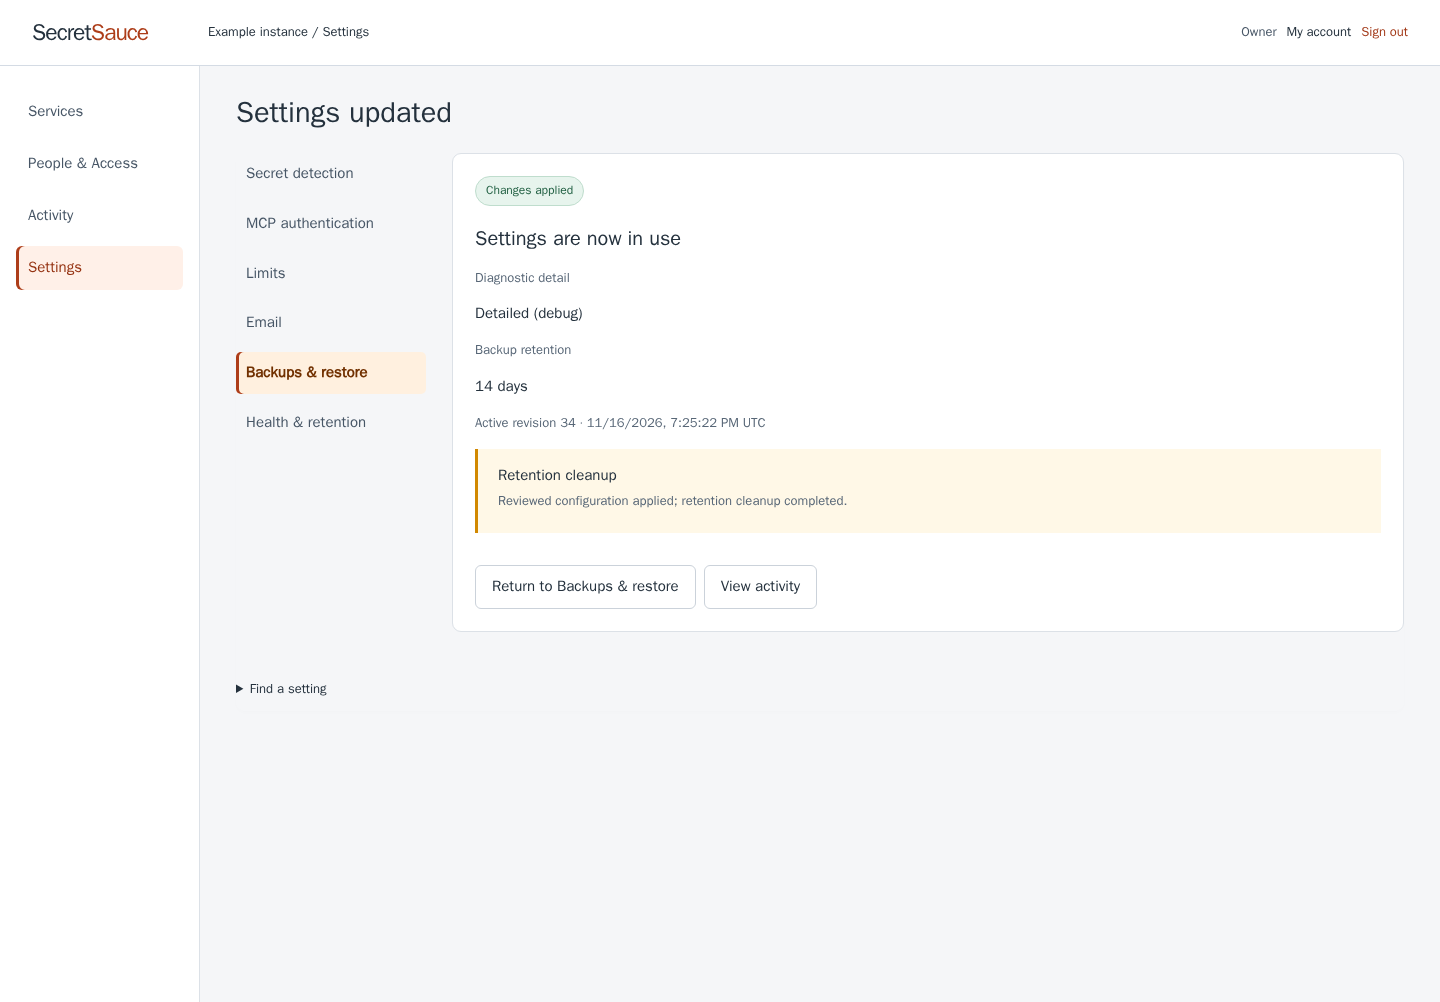 SecretSauce
Example instance / Settings
Owner My account Sign out
Services
People & Access
Activity
Settings
Settings updated
Secret detection
MCP authentication
Limits
Email
Backups & restore
Health & retention
Changes applied
Settings are now in use
Diagnostic detail
Detailed (debug)
Backup retention
14 days
Active revision 34 · 11/16/2026, 7:25:22 PM UTC
Retention cleanup
Reviewed configuration applied; retention cleanup completed.
Return to Backups & restore
View activity
Find a setting